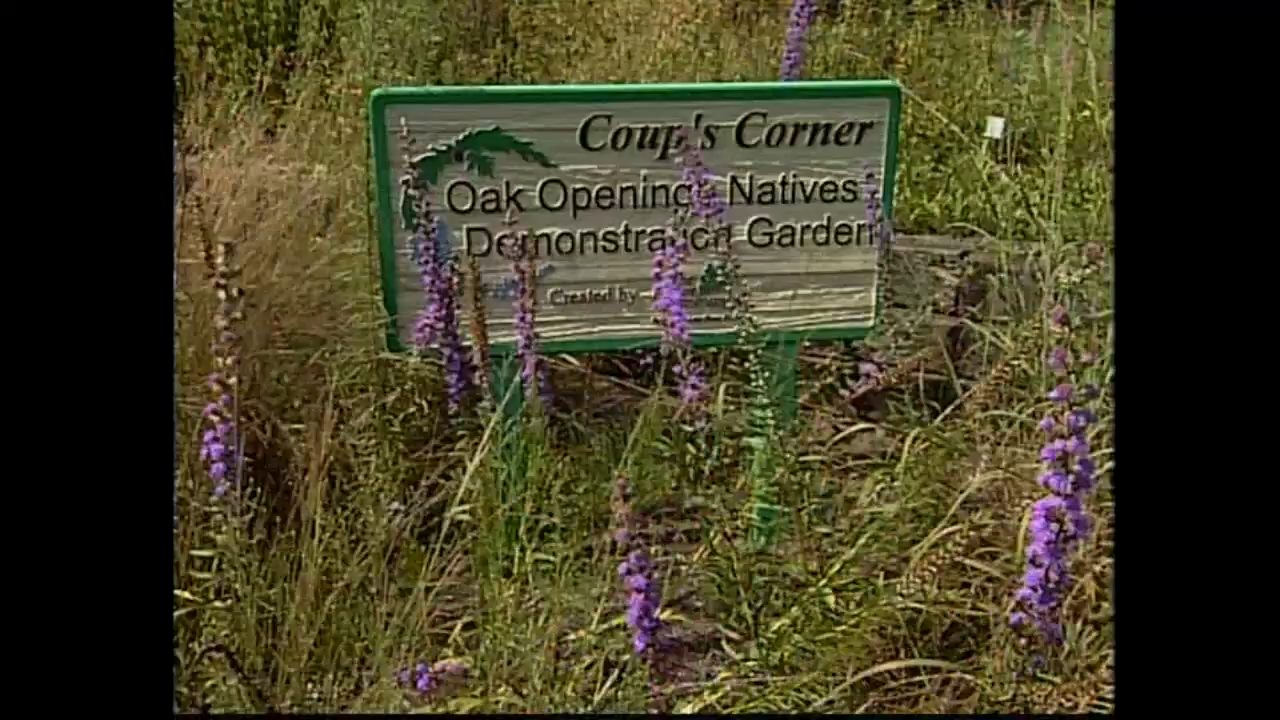 Coup's Corner
Oak Openings Natives
Demonstration Garden
Created by